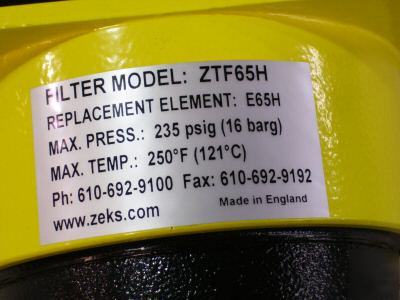 FILTER MODEL: ZTF65H
REPLACEMENT ELEMENT: E65H
MAX. PRESS.: 235 psig (16 barg)
MAX. TEMP.: 250°F (121°C)
Ph: 610-692-9100 Fax: 610-692-9192
www.zeks.com Made in England